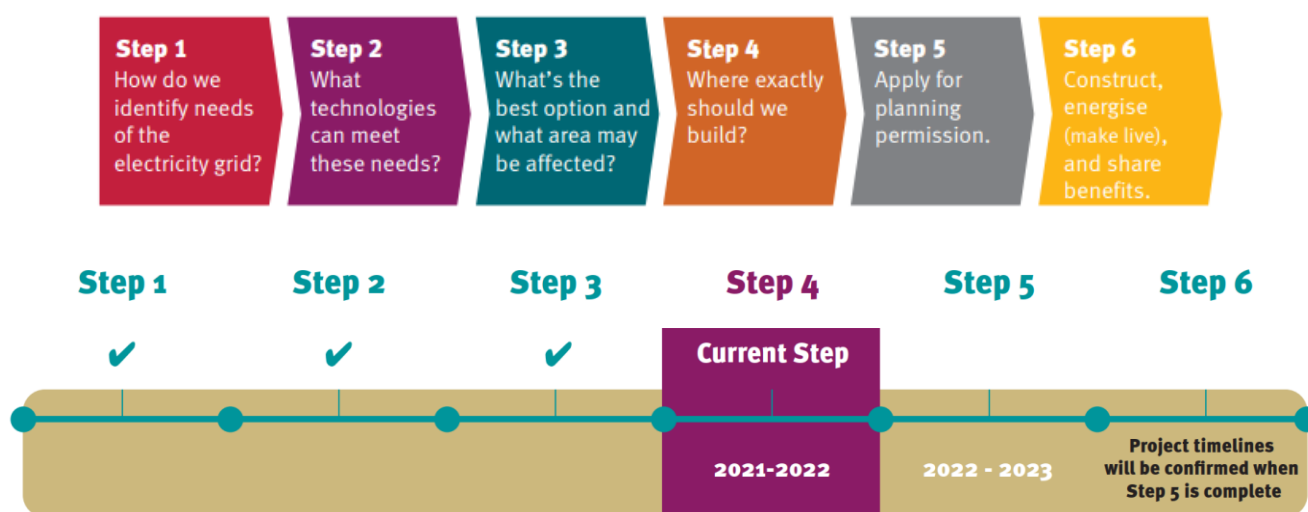 Step 1
How do we
identify needs
of the
electricity grid?
Step 2
What
technologies
can meet
these needs?
Step 3
What's the
best option and
what area may
be affected?
Step 4
Where exactly
should we
build?
Step 5
Apply for
planning
permission.
Step 6
Construct,
energise
(make live),
and share
benefits.
Step 1
Step 2
Step 3
Step 4
Step 5
Step 6
✔
✔
✔
Current Step
2021-2022
2022 - 2023
Project timelines
will be confirmed when
Step 5 is complete